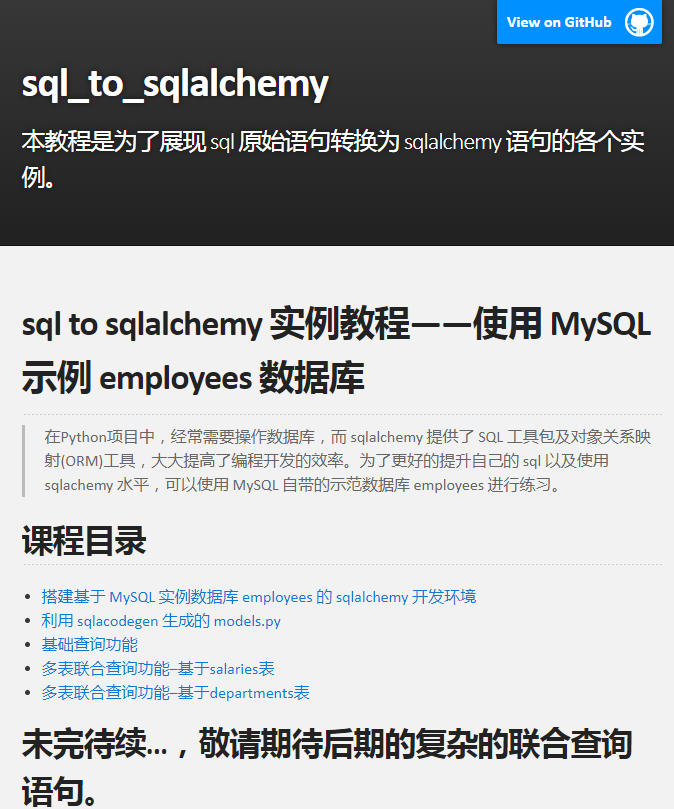 View on GitHub
sql_to_sqlalchemy
本教程是为了展现 sql 原始语句转换为 sqlalchemy 语句的各个实
例。
sql to sqlalchemy 实例教程——使用 MySQL
示例 employees 数据库
在Python项目中，经常需要操作数据库，而 sqlalchemy 提供了 SQL 工具包及对象关系映
射(ORM)工具，大大提高了编程开发的效率。为了更好的提升自己的 sql 以及使用
sqlachemy 水平，可以使用 MySQL 自带的示范数据库 employees 进行练习。
课程目录
• 搭建基于 MySQL 实例数据库 employees 的 sqlalchemy 开发环境
• 利用 sqlacodegen 生成的 models.py
• 基础查询功能
• 多表联合查询功能–基于salaries表
• 多表联合查询功能–基于departments表
未完待续...，敬请期待后期的复杂的联合查询
语句。